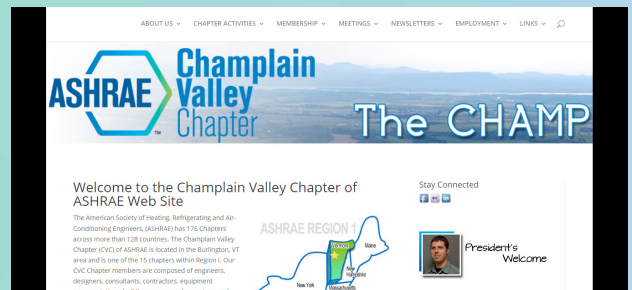 ABOUT US CHAPTER ACTIVITIES MEMBERSHIP MEETINGS NEWSLETTERS EMPLOYMENT LINKS
ASHRAE
TM
Champlain
Valley
Chapter
The CHAMP
Welcome to the Champlain Valley Chapter of
ASHRAE Web Site
The American Society of Heating, Refrigerating and Air-
Conditioning Engineers, (ASHRAE) has 176 Chapters
across more than 128 countries. The Champlain Valley
Chapter (CVC) of ASHRAE is located in the Burlington, VT
area and is one of the 15 chapters within Region I. Our
CVC Chapter members are composed of engineers,
designers, consultants, contractors, equipment
ASHRAE REGION 1
Vermont
Maine
New
Hampshire
New York
Massachusetts
Stay Connected
President's
Welcome